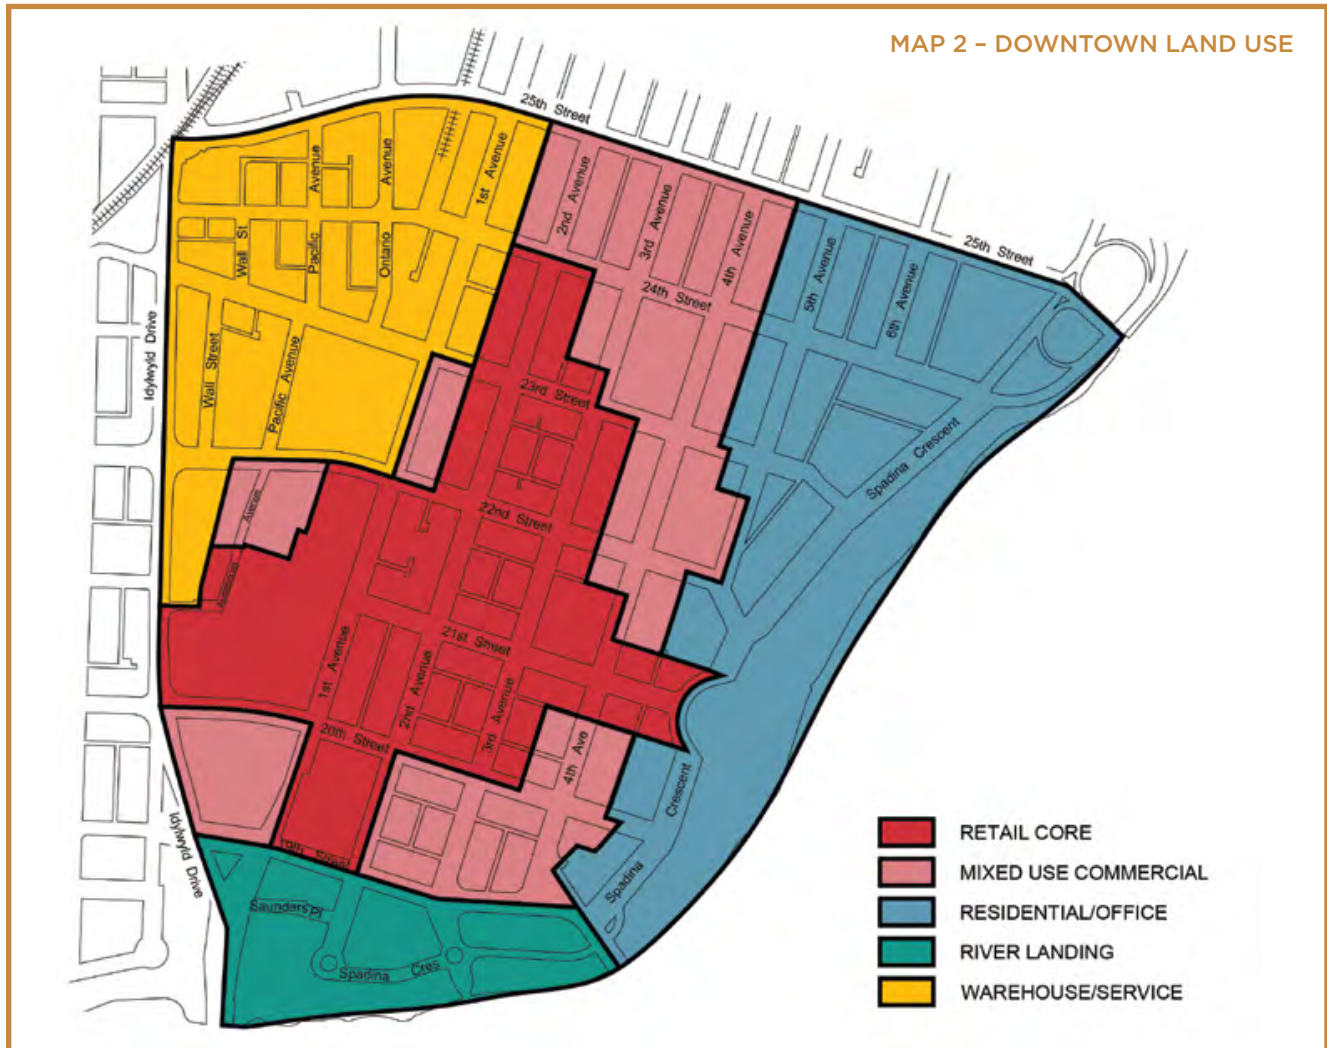 MAP 2 – DOWNTOWN LAND USE
25th Street
1st Avenue
Avenue
Avenue
2nd Avenue
3rd Avenue
4th Avenue
25th Street
Wall St
Pacific
Ontario
24th Street
5th Avenue
6th Avenue
Idylwyld Drive
Wall Street
Pacific Avenue
23rd Street
Spadina Crescent
Avenue
22nd Street
21st Street
1st Avenue
2nd Avenue
3rd Avenue
20th Street
4th Ave
Crescent
Idylwyld Drive
19th Street
Spadina
Saunders Pl
Spadina Cres
RETAIL CORE
MIXED USE COMMERCIAL
RESIDENTIAL/OFFICE
RIVER LANDING
WAREHOUSE/SERVICE